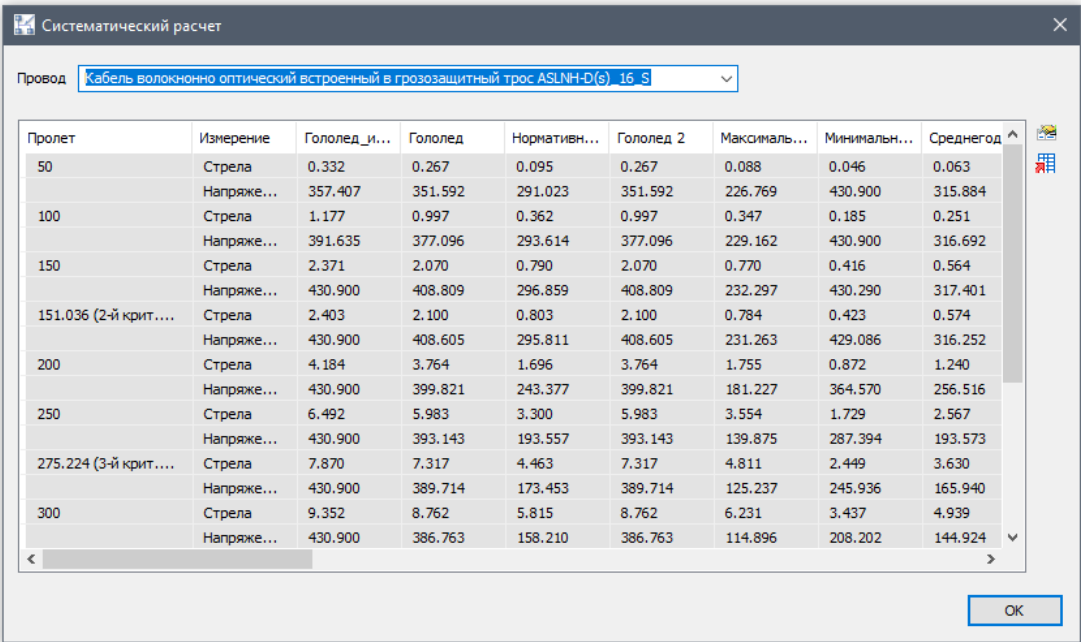 Систематический расчет
Провод Кабель волокнонно оптический встроенный в грозозащитный трос ASLNH-D(s)_16_S
Пролет Измерение Гололед_и... Гололед Нормативн... Гололед 2 Максималь... Минимальн... Среднегод
50 Стрела 0.332 0.267 0.095 0.267 0.088 0.046 0.063
Напряже... 357.407 351.592 291.023 351.592 226.769 430.900 315.884
100 Стрела 1.177 0.997 0.362 0.997 0.347 0.185 0.251
Напряже... 391.635 377.096 293.614 377.096 229.162 430.900 316.692
150 Стрела 2.371 2.070 0.790 2.070 0.770 0.416 0.564
Напряже... 430.900 408.809 296.859 408.809 232.297 430.290 317.401
151.036 (2-й крит.... Стрела 2.403 2.100 0.803 2.100 0.784 0.423 0.574
Напряже... 430.900 408.605 295.811 408.605 231.263 429.086 316.252
200 Стрела 4.184 3.764 1.696 3.764 1.755 0.872 1.240
Напряже... 430.900 399.821 243.377 399.821 181.227 364.570 256.516
250 Стрела 6.492 5.983 3.300 5.983 3.554 1.729 2.567
Напряже... 430.900 393.143 193.557 393.143 139.875 287.394 193.573
275.224 (3-й крит.... Стрела 7.870 7.317 4.463 7.317 4.811 2.449 3.630
Напряже... 430.900 389.714 173.453 389.714 125.237 245.936 165.940
300 Стрела 9.352 8.762 5.815 8.762 6.231 3.437 4.939
Напряже... 430.900 386.763 158.210 386.763 114.896 208.202 144.924
OK